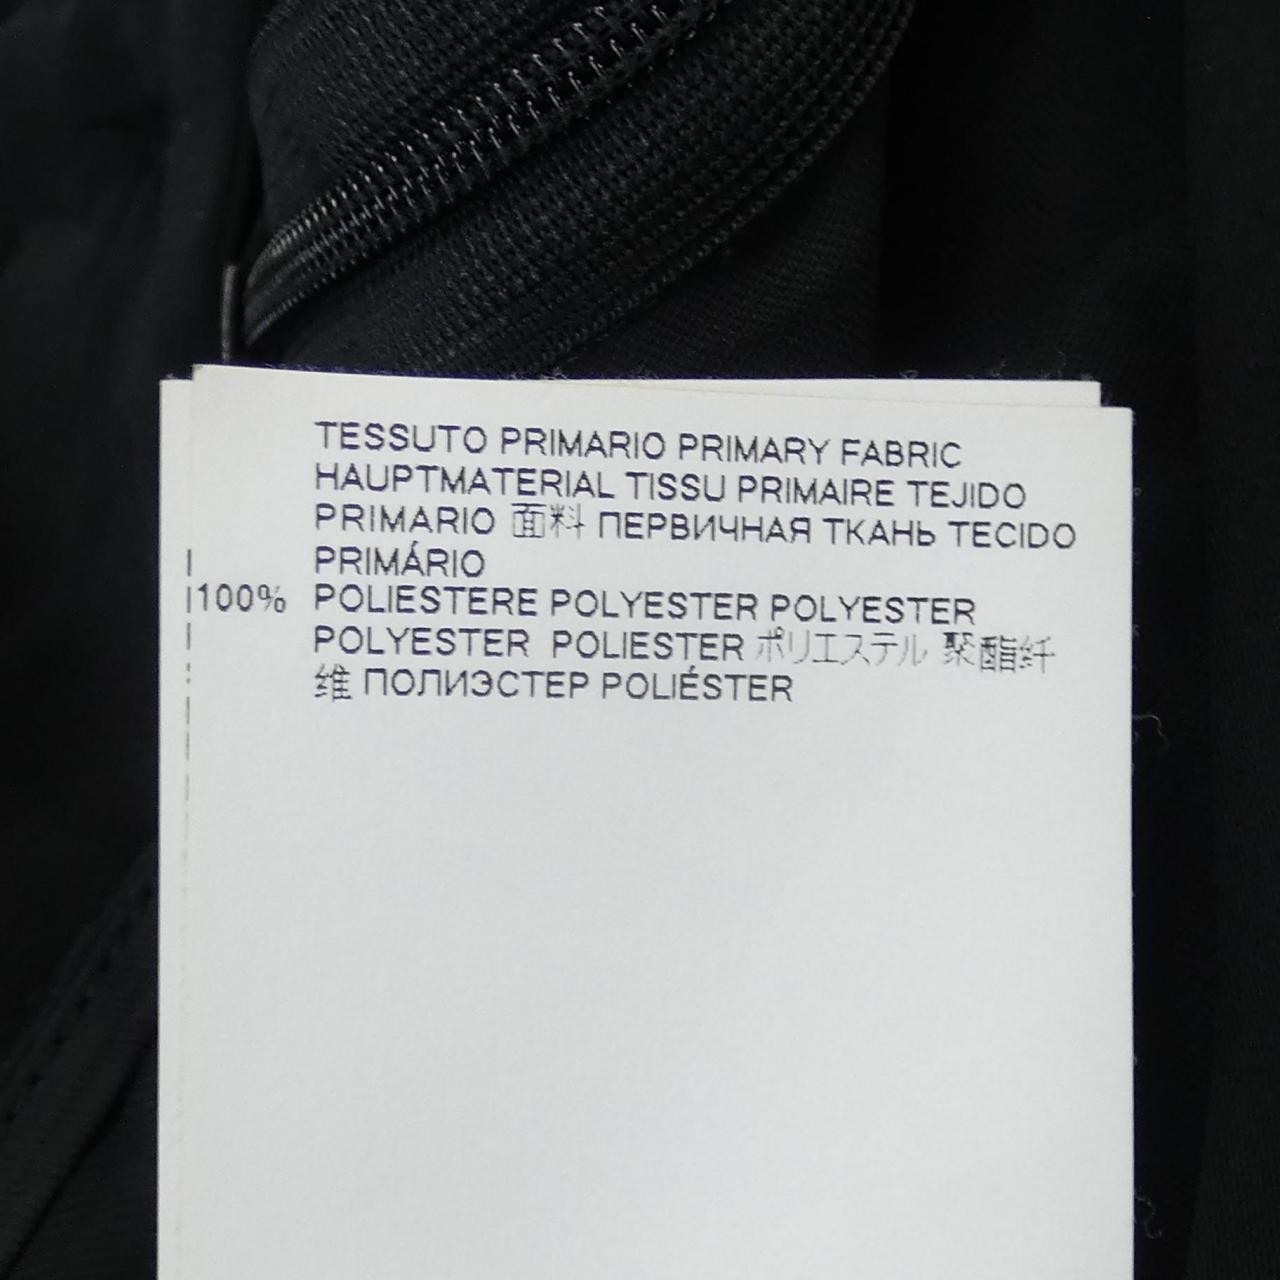 TESSUTO PRIMARIO PRIMARY FABRIC
HAUPTMATERIAL TISSU PRIMAIRE TEJIDO
PRIMARIO 面料 ПЕРВИЧНАЯ ТКАНЬ TECIDO
PRIMÁRIO
100% POLIESTERE POLYESTER POLYESTER
POLYESTER POLIESTER ポリエステル 聚酯纤
维 ПОЛИЭСТЕР POLIÉSTER